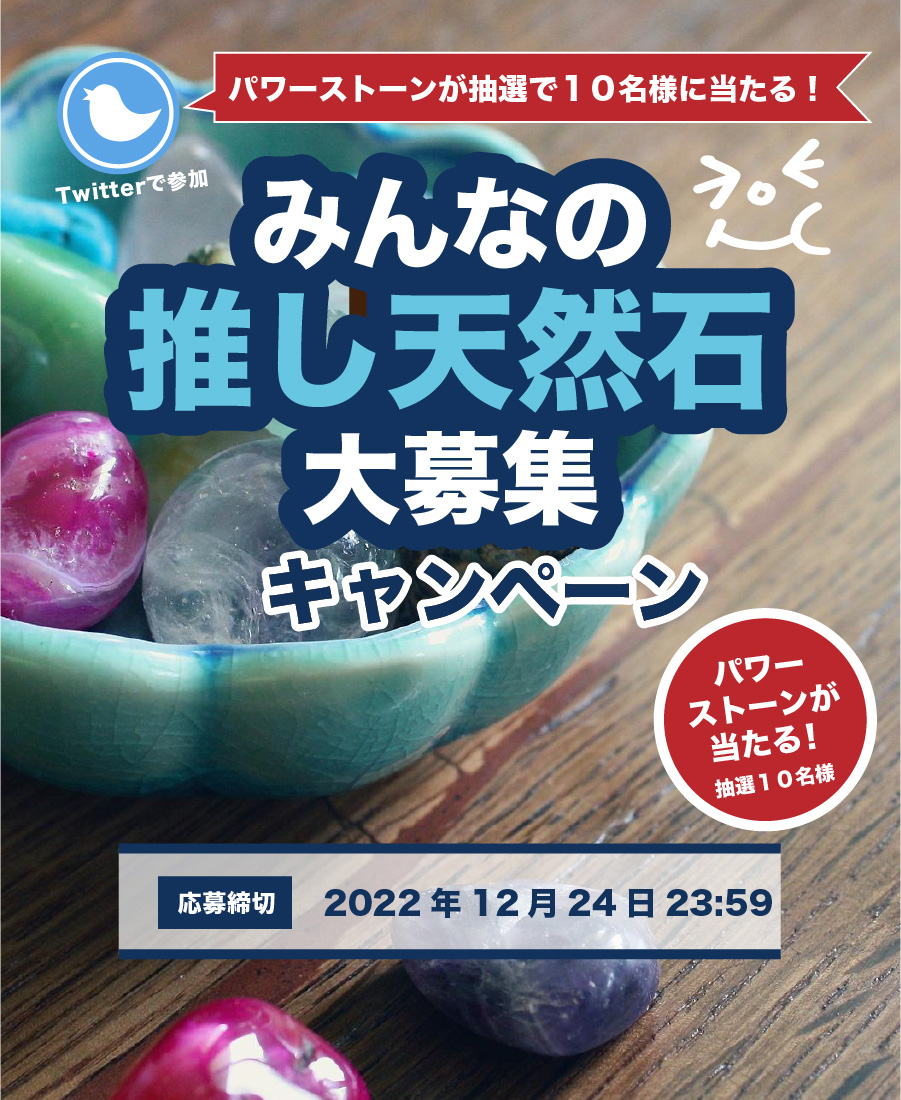 パワーストーンが抽選で１０名様に当たる！
Twitterで参加
みんなの
推し天然石
大募集
キャンペーン
パワー
ストーンが
当たる！
抽選１０名様
応募締切 2022年12月24日23:59